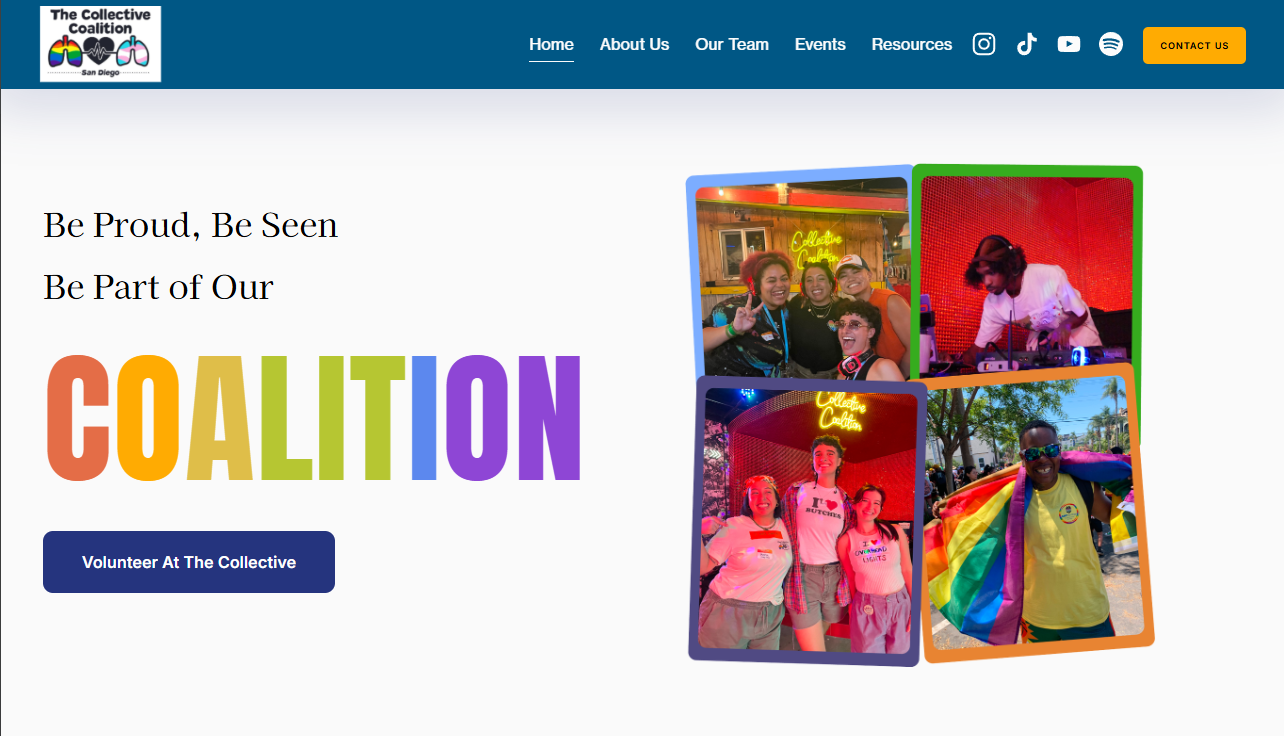 The Collective
Coalition
San Diego
Home
About Us
Our Team
Events
Resources
CONTACT US
Be Proud, Be Seen
Be Part of Our
COALITION
Volunteer At The Collective
Collective
Coalition
Collective
Coalition
I ❤ BUTCHES
I ❤
OVERHEAD
LIGHTS